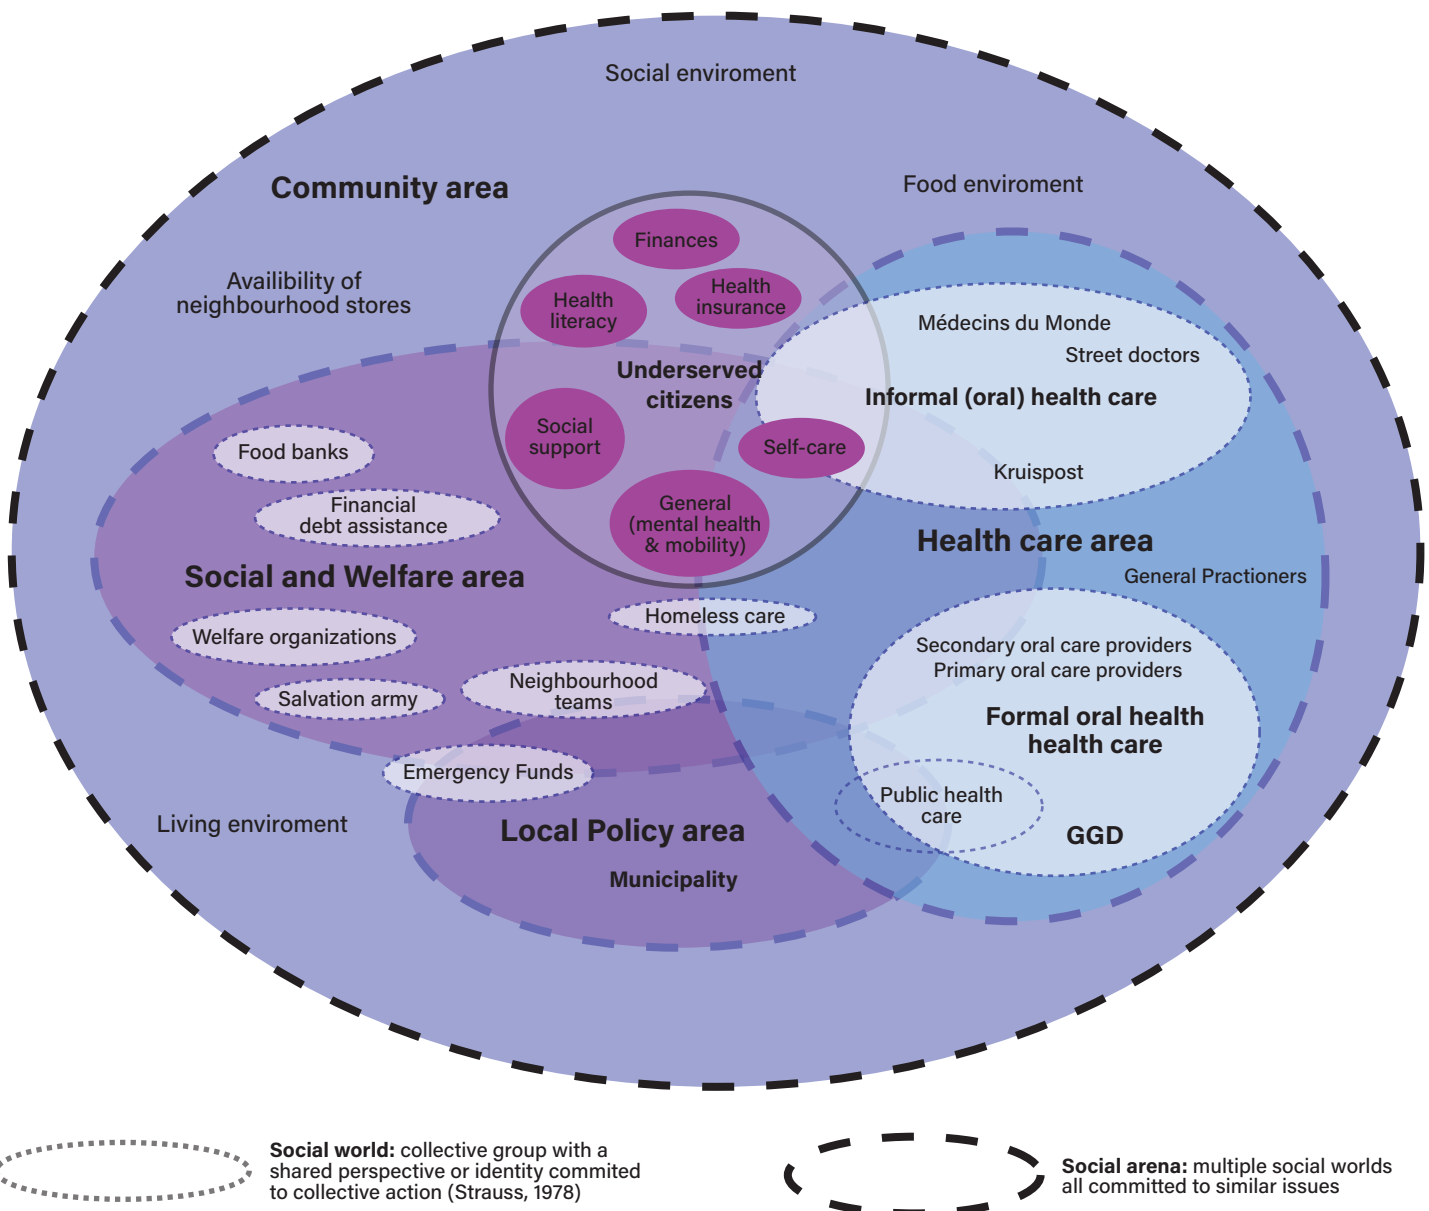 Social enviroment
Community area
Food enviroment
Availibility of
neighbourhood stores
Finances
Health
insurance
Health
literacy
Underserved
citizens
Social
support
Self-care
General
(mental health
& mobility)
Médecins du Monde
Street doctors
Informal (oral) health care
Kruispost
Health care area
General Practioners
Food banks
Financial
debt assistance
Social and Welfare area
Homeless care
Welfare organizations
Neighbourhood
teams
Salvation army
Emergency Funds
Secondary oral care providers
Primary oral care providers
Formal oral health
health care
Public health
care
GGD
Living enviroment
Local Policy area
Municipality
Social world: collective group with a
shared perspective or identity commited
to collective action (Strauss, 1978)
Social arena: multiple social worlds
all committed to similar issues